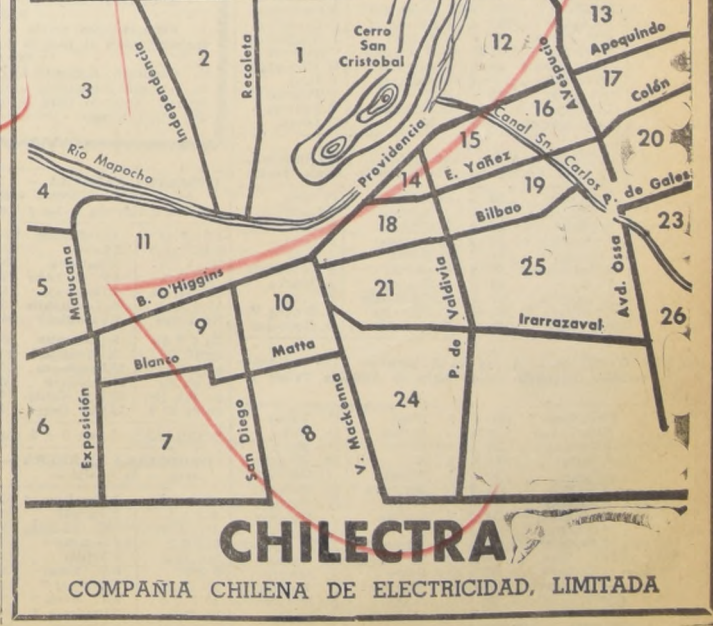 13
Apoquindo
12
Cerro
San
Cristobal
1
2
Recoleta
Independencia
3
A.Vespucio
17
Colón
16
Canal Sn. Carlos
15
20
Providencia
E. Yañez
Río Mapocho
14
19
P. de Gales
4
Bilbao
18
23
11
25
Avd. Ossa
Matucana
5
B. O'Higgins
10
21
Valdivia
P. de
Irarrazaval
26
9
Blanco
Matta
24
6
Exposición
7
San Diego
8
V. Mackenna
CHILECTRA
COMPAÑIA CHILENA DE ELECTRICIDAD, LIMITADA